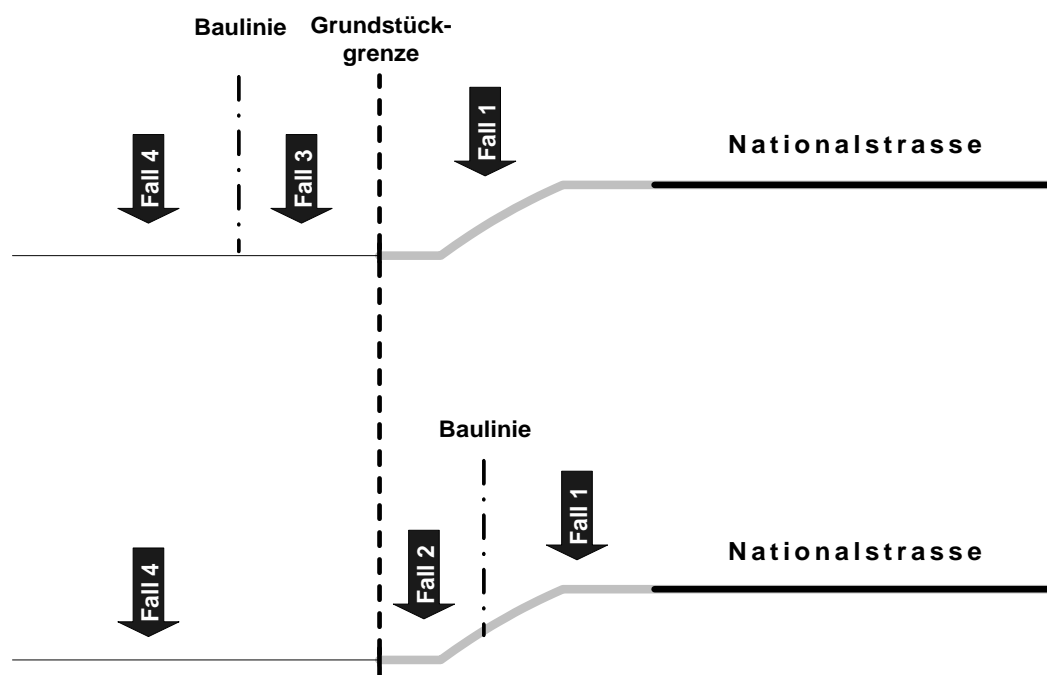 Baulinie
Grundstück-
grenze
Fall 1
Fall 4
Fall 3
Nationalstrasse
Baulinie
Fall 1
Fall 2
Fall 4
Nationalstrasse